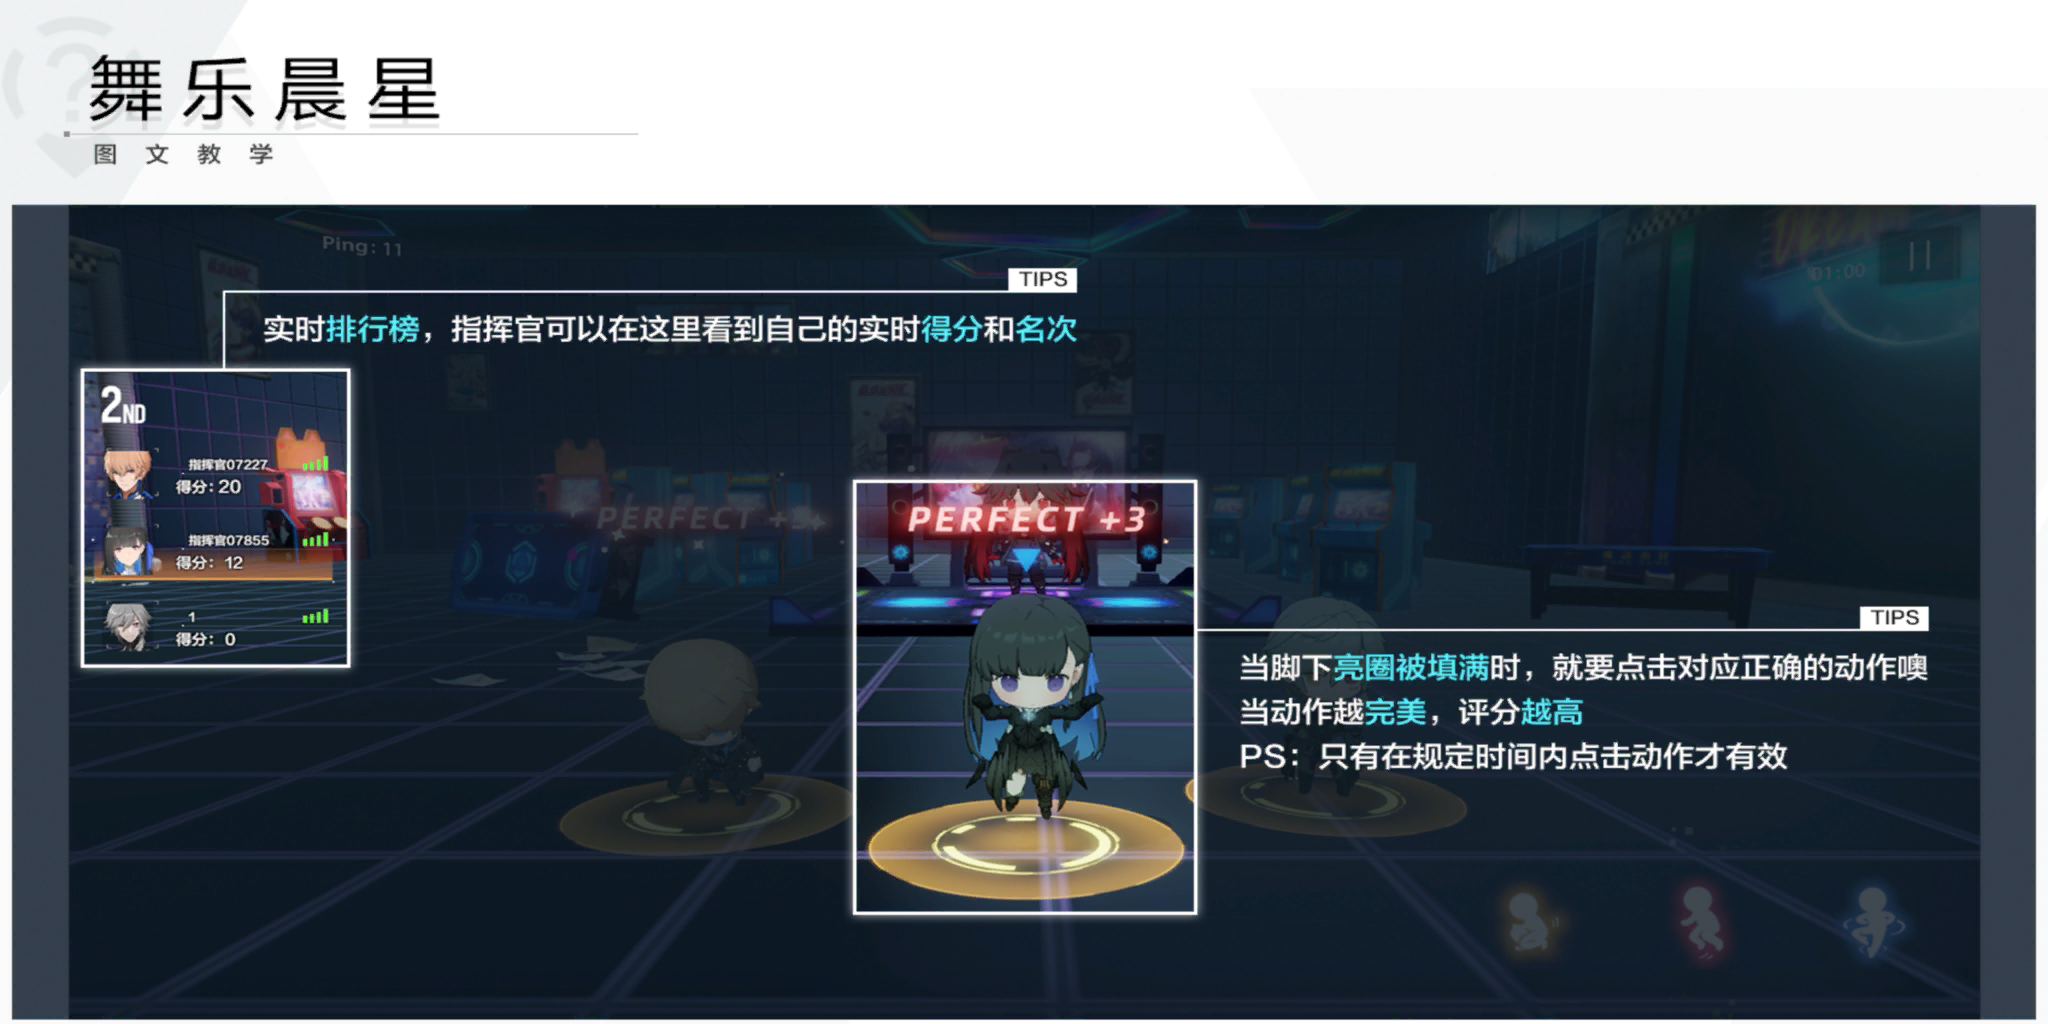 舞乐晨星
图文教学
Ping: 11
01:00
TIPS
实时排行榜，指挥官可以在这里看到自己的实时得分和名次
2ND
指挥官07227
得分: 20
指挥官07855
得分: 12
1
得分: 0
PERFECT +3
PERFECT +3
TIPS
当脚下亮圈被填满时，就要点击对应正确的动作噢
当动作越完美，评分越高
PS：只有在规定时间内点击动作才有效